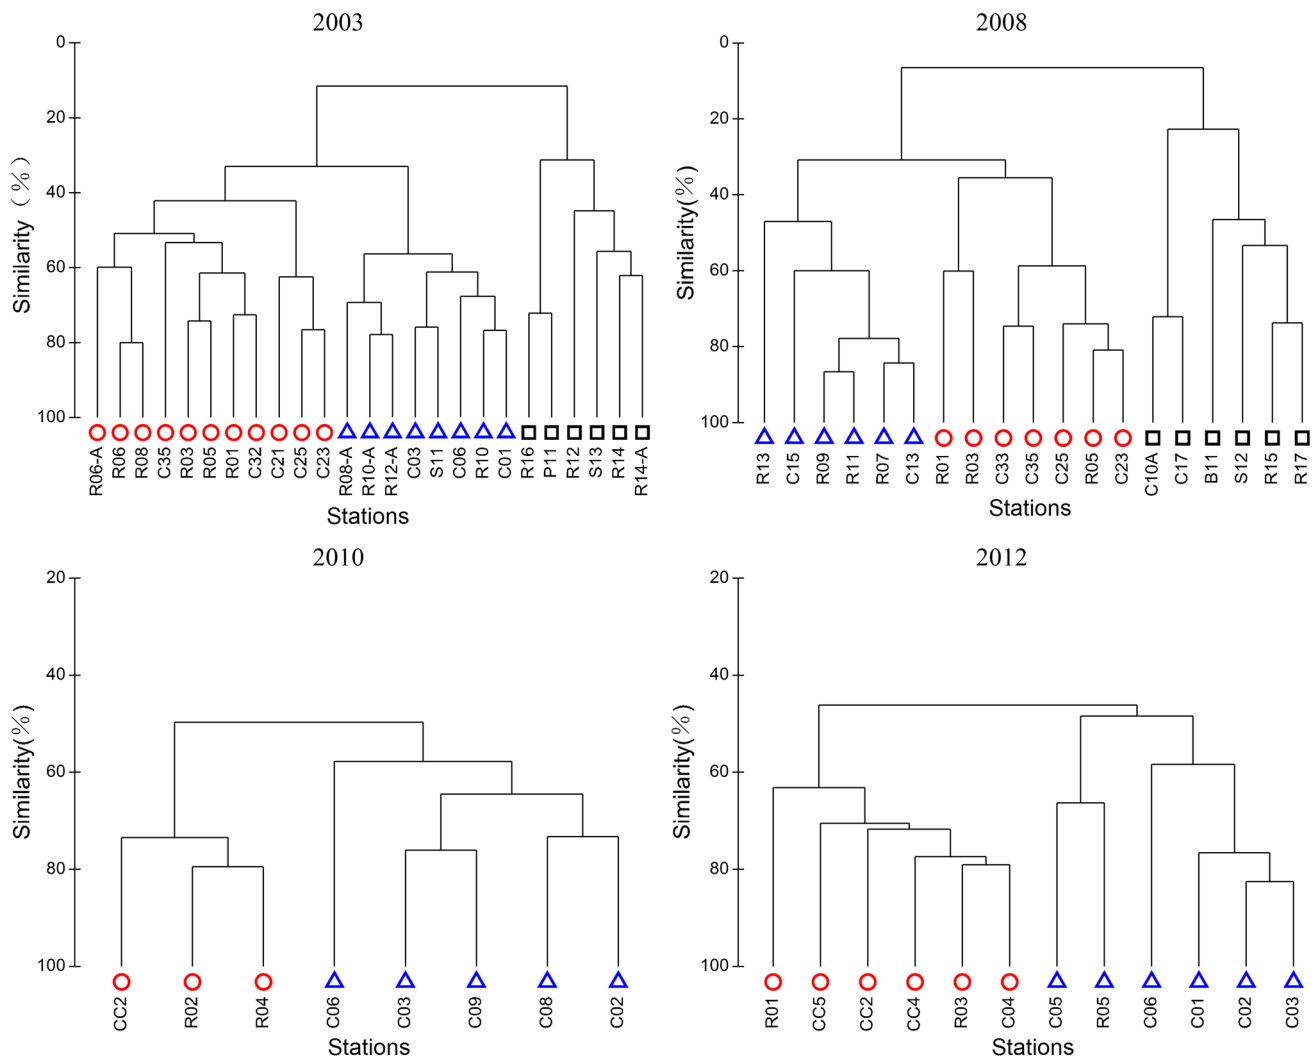 2003
0
20
40
60
80
100
Similarity（%）
R06-A R06 R08 C35 R03 R05 R01 C32 C21 C25 C23 R08-A R10-A R12-A C03 S11 C06 R10 C01 R16 P11 R12 S13 R14 R14-A
Stations
2008
0
20
40
60
80
100
Similarity(%)
R13 C15 R09 R11 R07 C13 R01 R03 C33 C35 C25 R05 C23 C10A C17 B11 S12 R15 R17
Stations
2010
20
40
60
80
100
Similarity(%)
CC2 R02 R04 C06 C03 C09 C08 C02
Stations
2012
20
40
60
80
100
Similarity(%)
R01 CC5 CC2 CC4 R03 C04 C05 R05 C06 C01 C02 C03
Stations